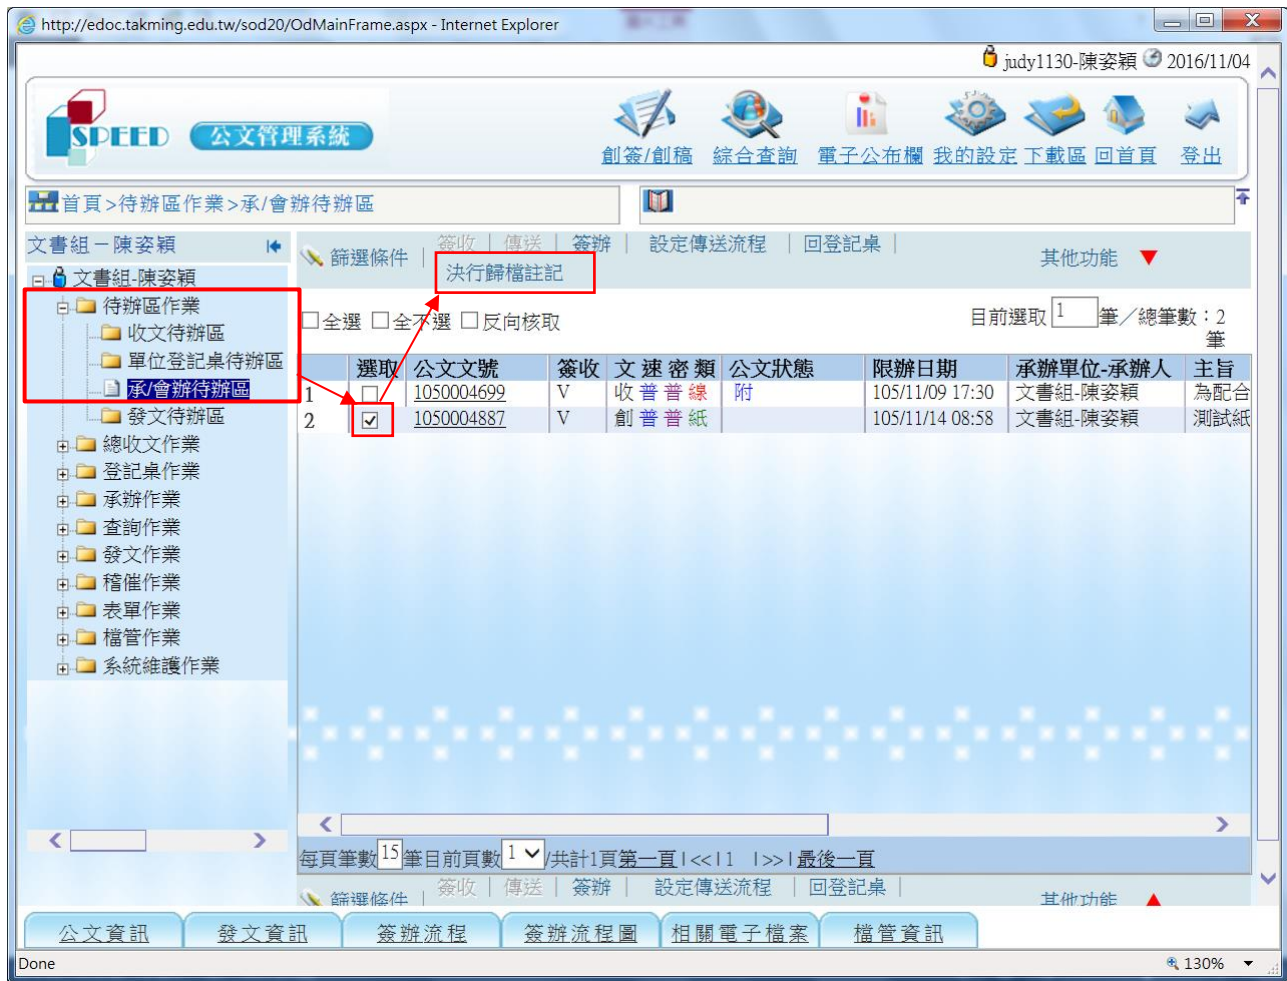 http://edoc.takming.edu.tw/sod20/OdMainFrame.aspx - Internet Explorer
judy1130-陳姿穎 2016/11/04
SPEED 公文管理系統
創簽/創稿 綜合查詢 電子公布欄 我的設定 下載區 回首頁 登出
首頁>待辦區作業>承/會辦待辦區
文書組－陳姿穎
文書組-陳姿穎
待辦區作業
收文待辦區
單位登記桌待辦區
承/會辦待辦區
發文待辦區
總收文作業
登記桌作業
承辦作業
查詢作業
發文作業
稽催作業
表單作業
檔管作業
系統維護作業
篩選條件 | 簽收 | 傳送 | 簽辦 | 設定傳送流程 | 回登記桌 |
決行歸檔註記
其他功能 ▼
全選 全不選 反向核取
目前選取 1 筆／總筆數：2
筆
選取 公文文號 簽收 文 速 密 類 公文狀態 限辦日期 承辦單位-承辦人 主旨
1 1050004699 V 收 普 普 線 附 105/11/09 17:30 文書組-陳姿穎 為配合
2 1050004887 V 創 普 普 紙 105/11/14 08:58 文書組-陳姿穎 測試紙
每頁筆數 15 筆目前頁數 1 /共計1頁第一頁 | << | 1 | >> | 最後一頁
篩選條件 | 簽收 | 傳送 | 簽辦 | 設定傳送流程 | 回登記桌 |
其他功能 ▲
公文資訊 發文資訊 簽辦流程 簽辦流程圖 相關電子檔案 檔管資訊
Done
130%